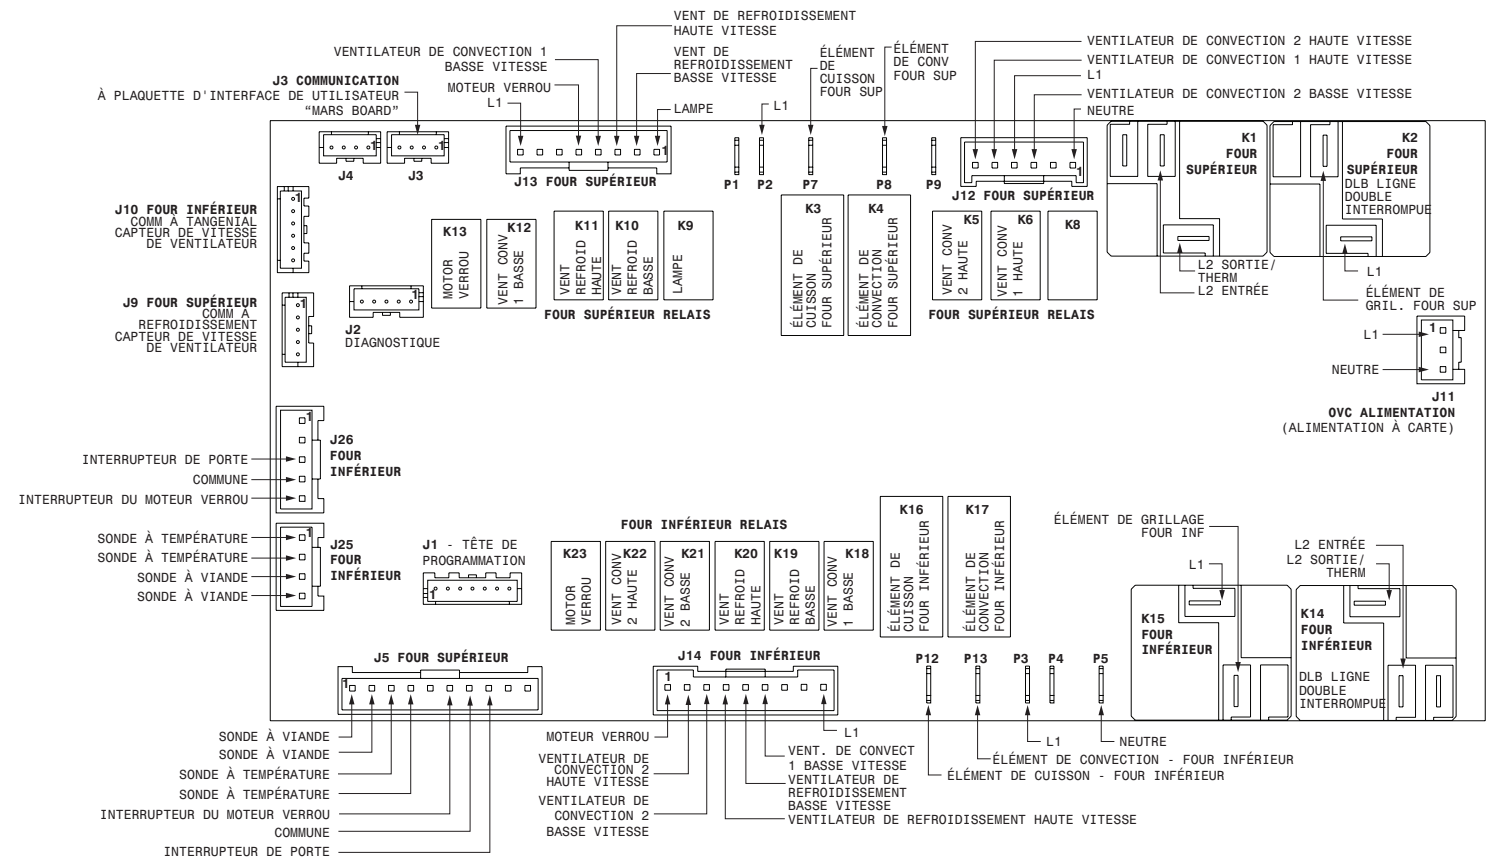 VENT DE REFROIDISSEMENT
HAUTE VITESSE
VENTILATEUR DE CONVECTION 1
BASSE VITESSE
VENT DE
REFROIDISSEMENT
BASSE VITESSE
MOTEUR VERROU
L1
LAMPE
J3 COMMUNICATION
À PLAQUETTE D'INTERFACE DE UTILISATEUR
“MARS BOARD”
L1
ÉLÉMENT
DE
CUISSON
FOUR SUP
ÉLÉMENT
DE CONV
FOUR SUP
VENTILATEUR DE CONVECTION 2 HAUTE VITESSE
VENTILATEUR DE CONVECTION 1 HAUTE VITESSE
L1
VENTILATEUR DE CONVECTION 2 BASSE VITESSE
NEUTRE
1
J4
1
J3
1
J13 FOUR SUPÉRIEUR
P1
P2
P7
P8
P9
1
J12 FOUR SUPÉRIEUR
K1
FOUR
SUPÉRIEUR
K2
FOUR
SUPÉRIEUR
DLB LIGNE
DOUBLE
INTERROMPUE
L2 SORTIE/
THERM
L2 ENTRÉE
L1
ÉLÉMENT DE
GRIL. FOUR SUP
J10 FOUR INFÉRIEUR
COMM À TANGENIAL
CAPTEUR DE VITESSE
DE VENTILATEUR
1
J9 FOUR SUPÉRIEUR
COMM À
REFROIDISSEMENT
CAPTEUR DE VITESSE
DE VENTILATEUR
1
1
J2
DIAGNOSTIQUE
K13
MOTOR
VERROU
K12
VENT CONV
1 BASSE
K11
VENT
REFROID
HAUTE
K10
VENT
REFROID
BASSE
K9
LAMPE
FOUR SUPÉRIEUR RELAIS
K3
ÉLÉMENT DE
CUISSON
FOUR SUPÉRIEUR
K4
ÉLÉMENT DE
CONVECTION
FOUR SUPÉRIEUR
K5
VENT CONV
2 HAUTE
K6
VENT CONV
1 HAUTE
K8
FOUR SUPÉRIEUR RELAIS
L1
1
NEUTRE
J11
OVC ALIMENTATION
(ALIMENTATION À CARTE)
1
J26
FOUR
INFÉRIEUR
INTERRUPTEUR DE PORTE
COMMUNE
INTERRUPTEUR DU MOTEUR VERROU
1
J25
FOUR
INFÉRIEUR
SONDE À TEMPÉRATURE
SONDE À TEMPÉRATURE
SONDE À VIANDE
SONDE À VIANDE
J1 - TÊTE DE
PROGRAMMATION
1
FOUR INFÉRIEUR RELAIS
K23
MOTOR
VERROU
K22
VENT CONV
2 HAUTE
K21
VENT CONV
2 BASSE
K20
VENT
REFROID
HAUTE
K19
VENT
REFROID
BASSE
K18
VENT CONV
1 BASSE
K16
ÉLÉMENT DE
CUISSON
FOUR INFÉRIEUR
K17
ÉLÉMENT DE
CONVECTION
FOUR INFÉRIEUR
ÉLÉMENT DE GRILLAGE
FOUR INF
L1
L2 ENTRÉE
L2 SORTIE/
THERM
K15
FOUR
INFÉRIEUR
K14
FOUR
INFÉRIEUR
DLB LIGNE
DOUBLE
INTERROMPUE
J5 FOUR SUPÉRIEUR
1
J14 FOUR INFÉRIEUR
1
P12
P13
P3
P4
P5
SONDE À VIANDE
SONDE À VIANDE
SONDE À TEMPÉRATURE
SONDE À TEMPÉRATURE
INTERRUPTEUR DU MOTEUR VERROU
COMMUNE
INTERRUPTEUR DE PORTE
MOTEUR VERROU
VENTILATEUR DE
CONVECTION 2
HAUTE VITESSE
VENTILATEUR DE
CONVECTION 2
BASSE VITESSE
L1
VENT. DE CONVECT
1 BASSE VITESSE
VENTILATEUR DE
REFROIDISSEMENT
BASSE VITESSE
VENTILATEUR DE REFROIDISSEMENT HAUTE VITESSE
L1
NEUTRE
ÉLÉMENT DE CONVECTION - FOUR INFÉRIEUR
ÉLÉMENT DE CUISSON - FOUR INFÉRIEUR